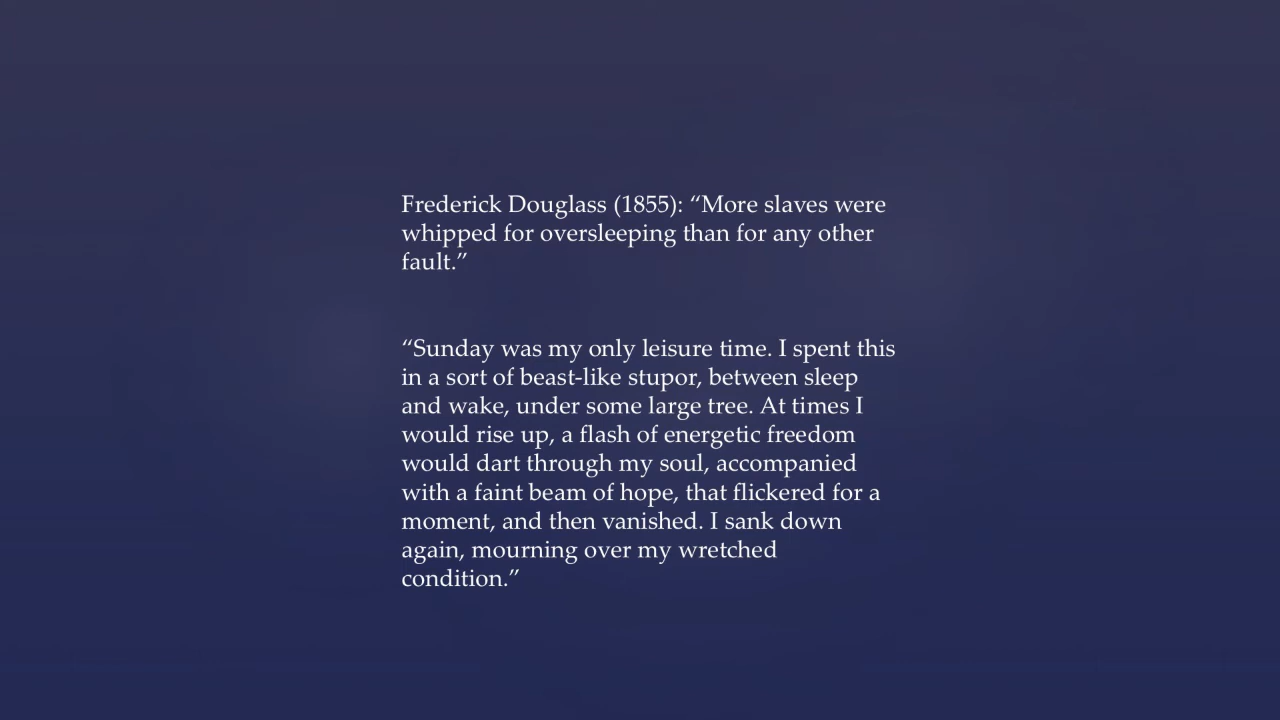 Frederick Douglass (1855): “More slaves were
whipped for oversleeping than for any other
fault.”
“Sunday was my only leisure time. I spent this
in a sort of beast-like stupor, between sleep
and wake, under some large tree. At times I
would rise up, a flash of energetic freedom
would dart through my soul, accompanied
with a faint beam of hope, that flickered for a
moment, and then vanished. I sank down
again, mourning over my wretched
condition.”